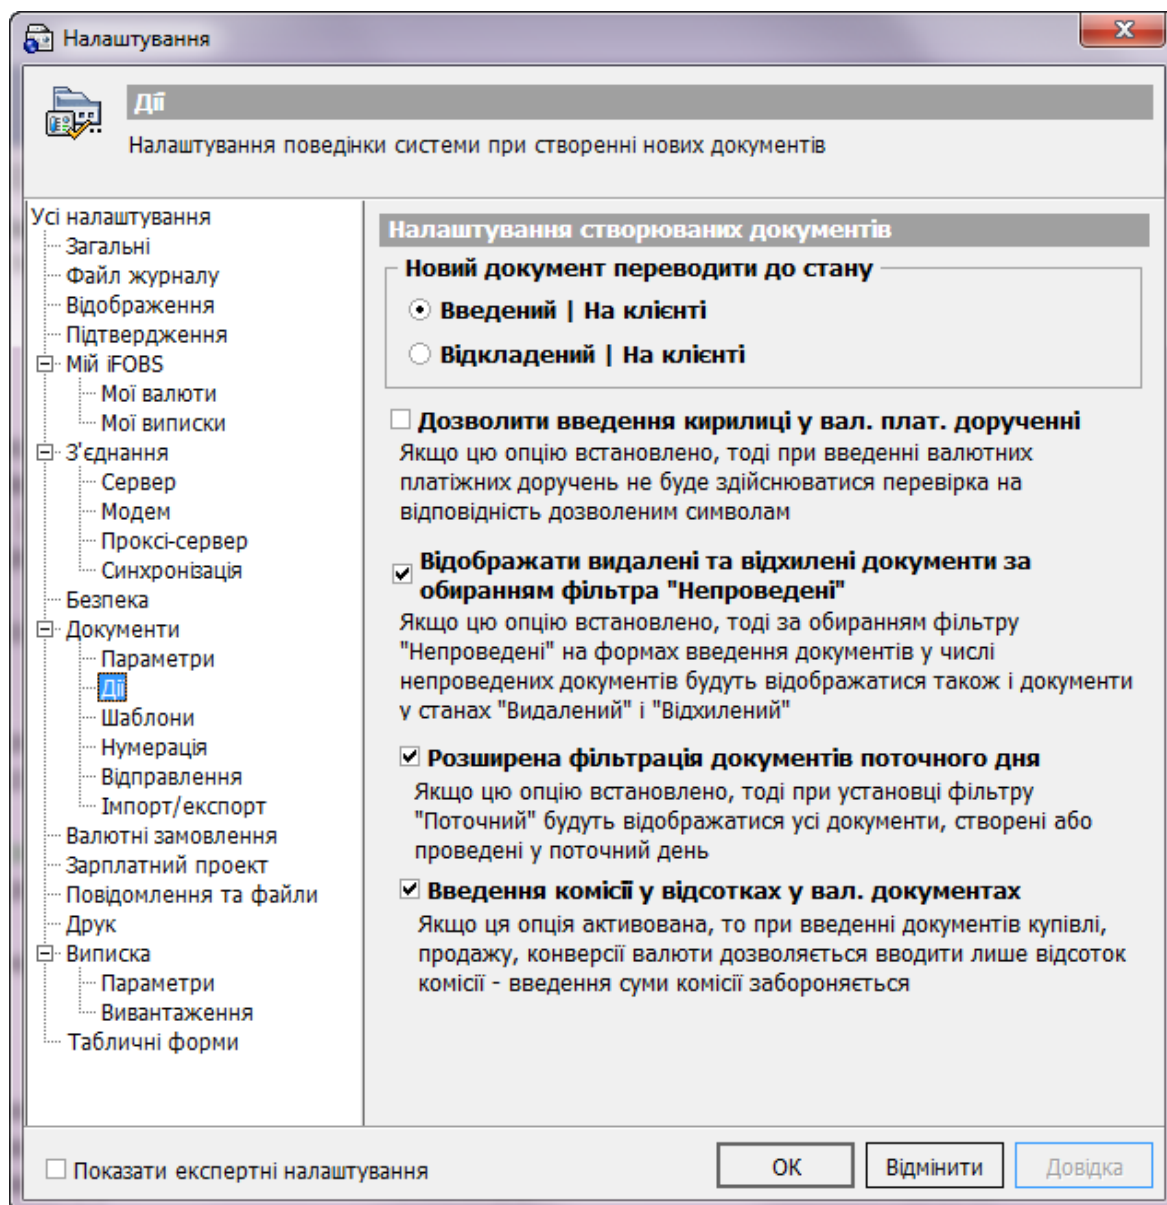 Налаштування
Дії
Налаштування поведінки системи при створенні нових документів
Усі налаштування
Загальні
Файл журналу
Відображення
Підтвердження
Мій iFOBS
Мої валюти
Мої виписки
З'єднання
Сервер
Модем
Проксі-сервер
Синхронізація
Безпека
Документи
Параметри
Дії
Шаблони
Нумерація
Відправлення
Імпорт/експорт
Валютні замовлення
Зарплатний проект
Повідомлення та файли
Друк
Виписка
Параметри
Вивантаження
Табличні форми
Налаштування створюваних документів
Новий документ переводити до стану
Введений | На клієнті
Відкладений | На клієнті
Дозволити введення кирилиці у вал. плат. дорученні
Якщо цю опцію встановлено, тоді при введенні валютних
платіжних доручень не буде здійснюватися перевірка на
відповідність дозволеним символам
Відображати видалені та відхилені документи за
обиранням фільтра "Непроведені"
Якщо цю опцію встановлено, тоді за обиранням фільтру
"Непроведені" на формах введення документів у числі
непроведених документів будуть відображатися також і документи
у станах "Видалений" і "Відхилений"
Розширена фільтрація документів поточного дня
Якщо цю опцію встановлено, тоді при установці фільтру
"Поточний" будуть відображатися усі документи, створені або
проведені у поточний день
Введення комісії у відсотках у вал. документах
Якщо ця опція активована, то при введенні документів купівлі,
продажу, конверсії валюти дозволяється вводити лише відсоток
комісії - введення суми комісії забороняється
Показати експертні налаштування
ОК
Відмінити
Довідка